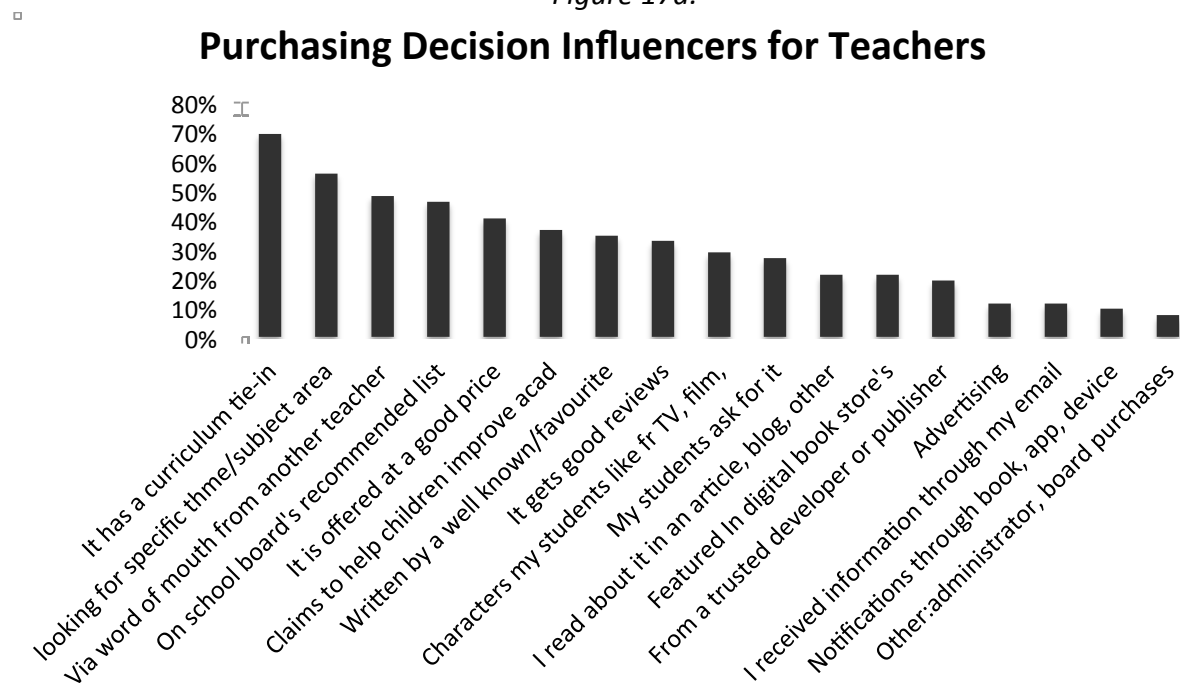 Figure 17a.
Purchasing Decision Influencers for Teachers
80%
70%
60%
50%
40%
30%
20%
10%
0%
It has a curriculum tie-in
looking for specific thme/subject area
Via word of mouth from another teacher
On school board's recommended list
It is offered at a good price
Claims to help children improve acad
Written by a well known/favourite
It gets good reviews
Characters my students like fr TV, film,
My students ask for it
I read about it in an article, blog, other
Featured In digital book store's
From a trusted developer or publisher
Advertising
I received information through my email
Notifications through book, app, device
Other:administrator, board purchases